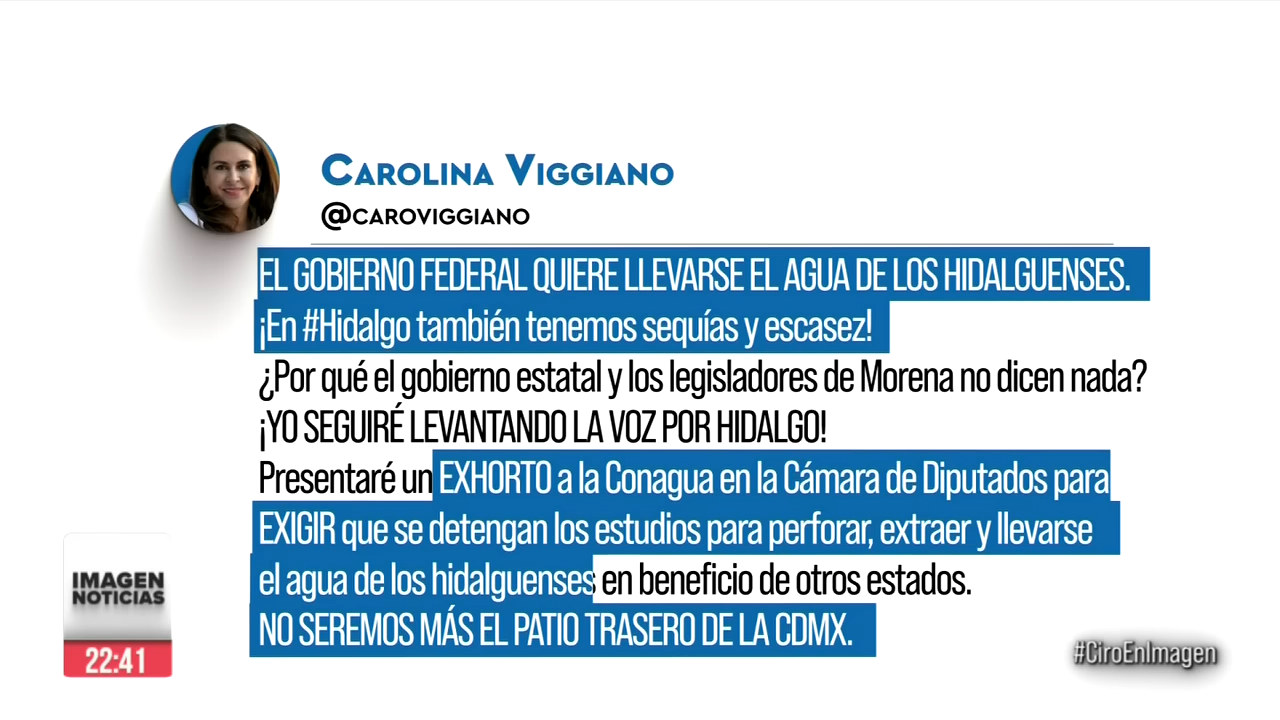 CAROLINA VIGGIANO
@CAROVIGGIANO
EL GOBIERNO FEDERAL QUIERE LLEVARSE EL AGUA DE LOS HIDALGUENSES.
¡En #Hidalgo también tenemos sequías y escasez!
¿Por qué el gobierno estatal y los legisladores de Morena no dicen nada?
¡YO SEGUIRÉ LEVANTANDO LA VOZ POR HIDALGO!
Presentaré un EXHORTO a la Conagua en la Cámara de Diputados para
EXIGIR que se detengan los estudios para perforar, extraer y llevarse
el agua de los hidalguenses en beneficio de otros estados.
NO SEREMOS MÁS EL PATIO TRASERO DE LA CDMX.
IMAGEN
NOTICIAS
22:41
#CiroEnImagen